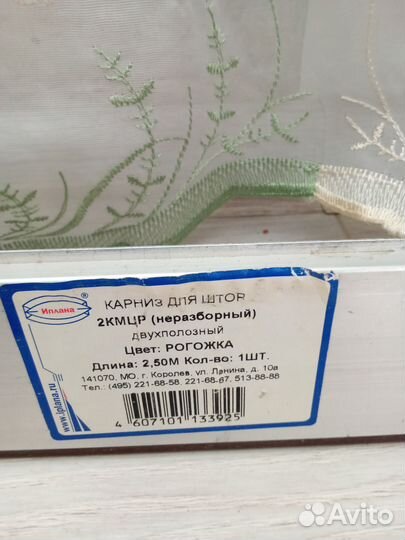 Иплана
КАРНИЗ ДЛЯ ШТОР
2КМЦР (неразборный)
двухполозный
Цвет: РОГОЖКА
Длина: 2,50М Кол-во: 1ШТ.
141070, МО. г. Королев, ул. Ленина, д. 10а
Тел.: (495) 221-68-58, 221-68-67, 513-88-88
www.iplana.ru
4 607101 133925
Avito